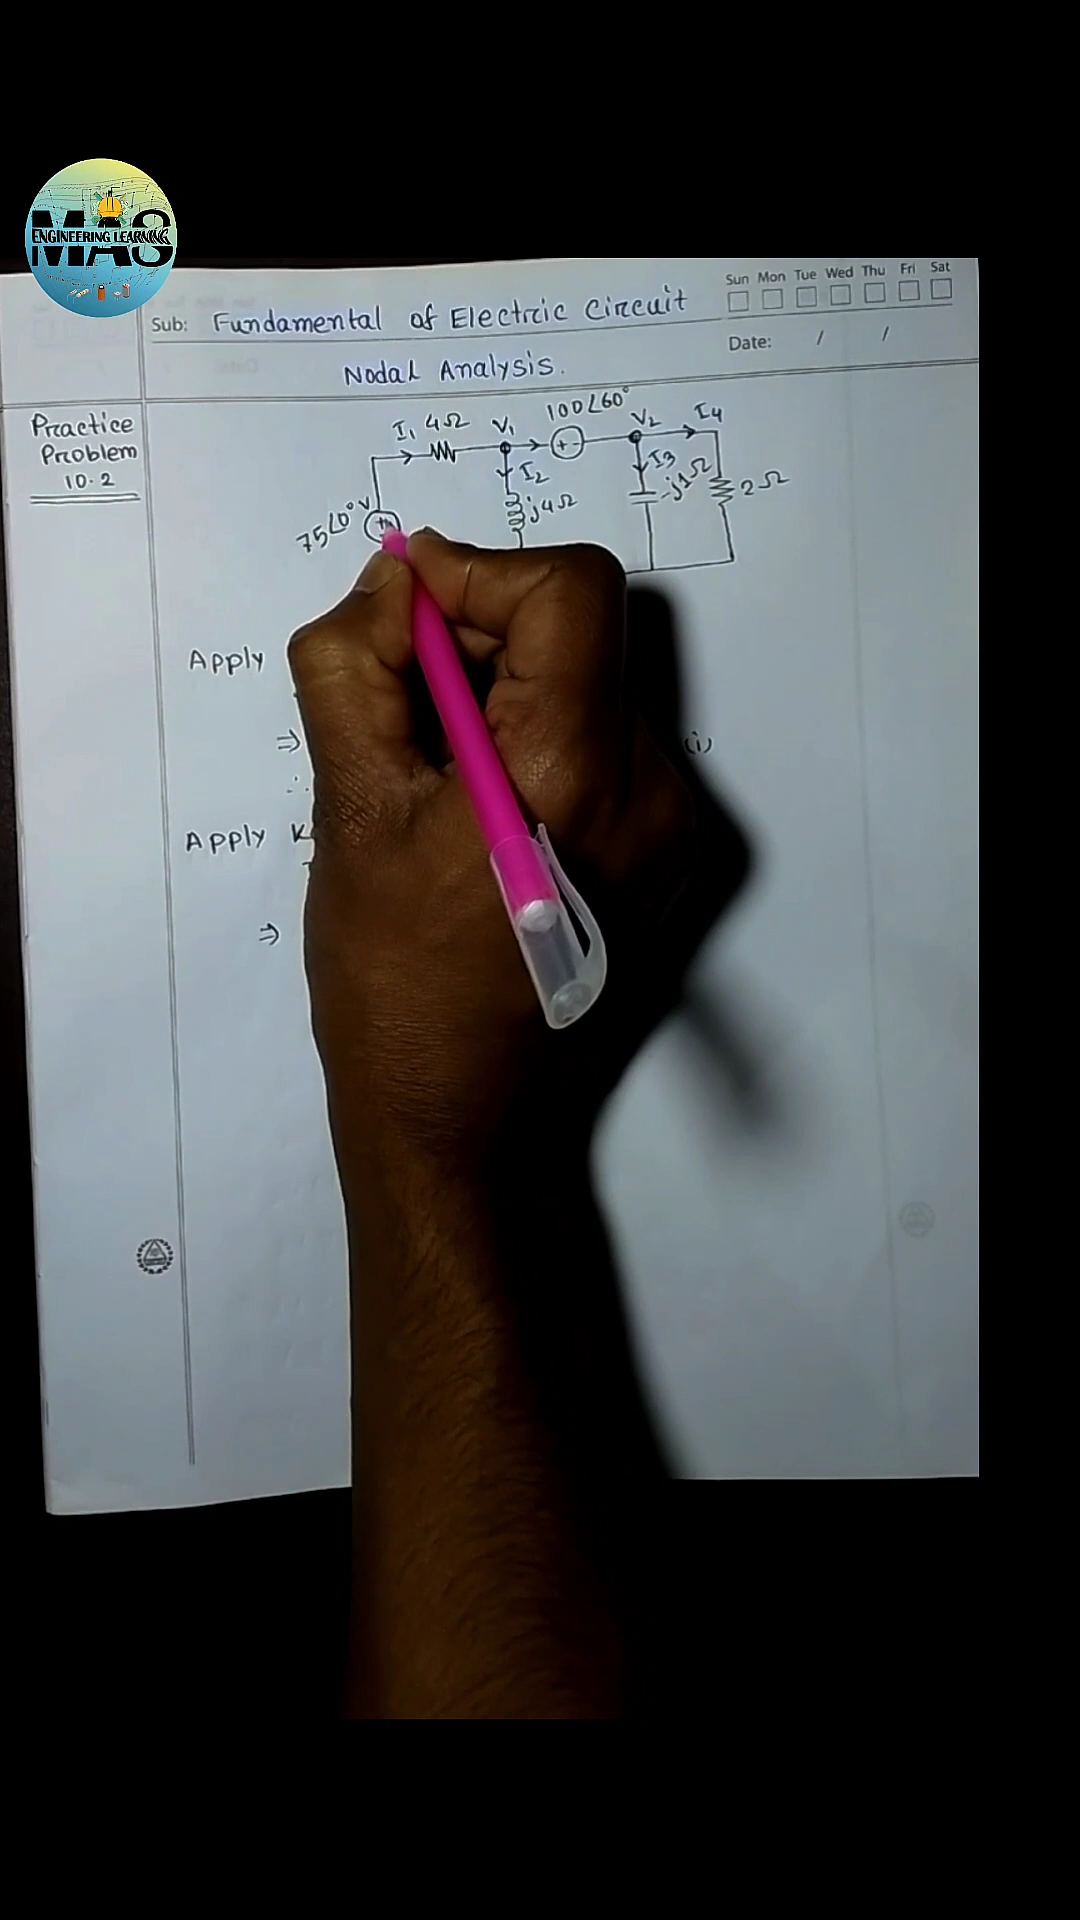 MAS
ENGINEERING LEARNING
Sun Mon Tue Wed Thu Fri Sat
Sub: Fundamental of Electric Circuit
Date: / /
Nodal Analysis.
Practice
Problem
10.2
I1 4Ω V1 100∠60° V2 I4
I2 I3
75∠0° V j4Ω -j1Ω 2Ω
Apply
⇒ (i)
∴
Apply
⇒